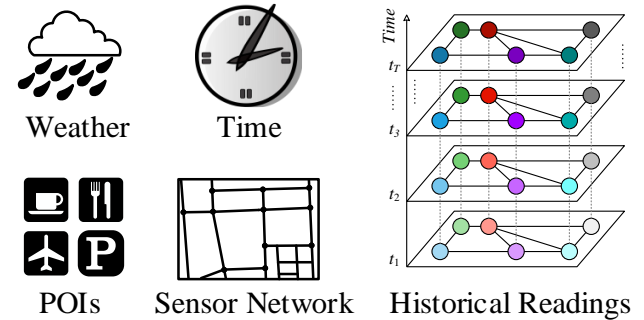 Weather
Time
POIs
P
Sensor Network
Time
t_T
......
t_3
......
t_2
t_1
Historical Readings